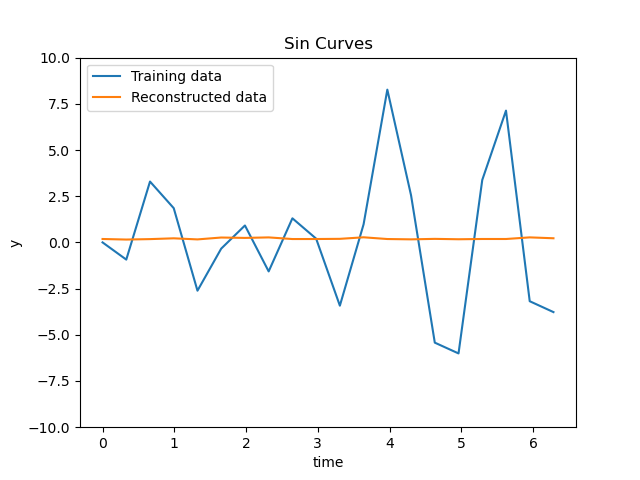 Sin Curves
Training data
Reconstructed data
10.0
7.5
5.0
2.5
0.0
−2.5
−5.0
−7.5
−10.0
y
0 1 2 3 4 5 6
time